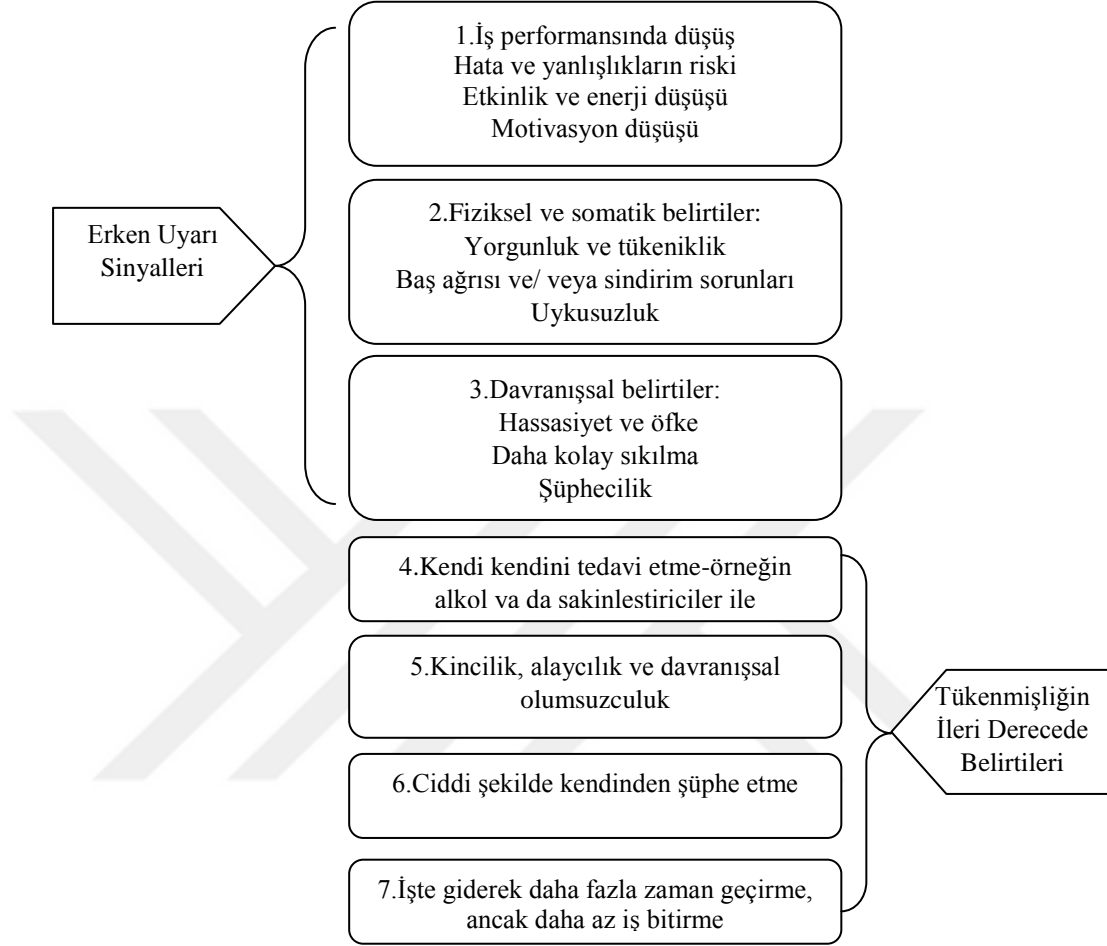 1.İş performansında düşüş
Hata ve yanlışlıkların riski
Etkinlik ve enerji düşüşü
Motivasyon düşüşü
Erken Uyarı
Sinyalleri
2.Fiziksel ve somatik belirtiler:
Yorgunluk ve tükeniklik
Baş ağrısı ve/ veya sindirim sorunları
Uykusuzluk
3.Davranışsal belirtiler:
Hassasiyet ve öfke
Daha kolay sıkılma
Şüphecilik
4.Kendi kendini tedavi etme-örneğin
alkol va da sakinlestiriciler ile
5.Kincilik, alaycılık ve davranışsal
olumsuzculuk
Tükenmişliğin
İleri Derecede
Belirtileri
6.Ciddi şekilde kendinden şüphe etme
7.İşte giderek daha fazla zaman geçirme,
ancak daha az iş bitirme